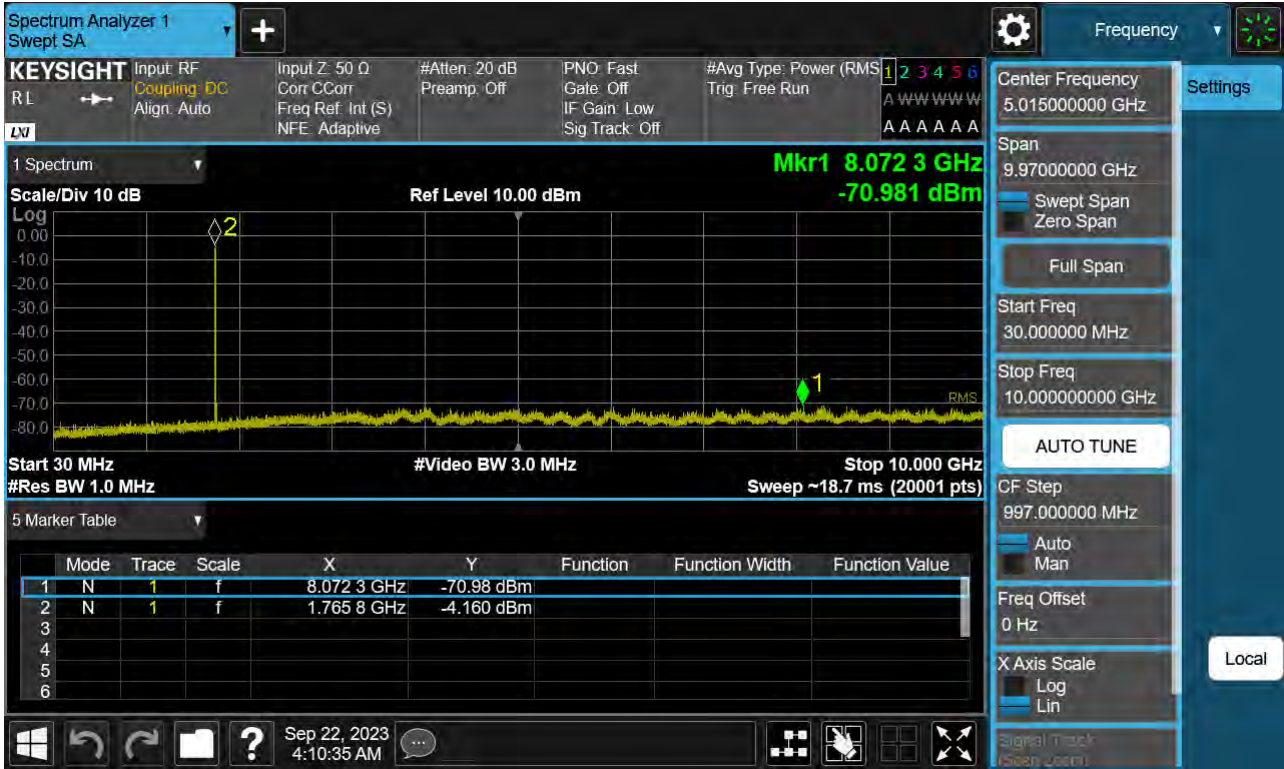 Spectrum Analyzer 1
Swept SA
+
Frequency
KEYSIGHT
RL
LXI
Input: RF
Coupling: DC
Align: Auto
Input Z: 50 Ω
Corr CCorr
Freq Ref: Int (S)
NFE: Adaptive
#Atten: 20 dB
Preamp: Off
PNO: Fast
Gate: Off
IF Gain: Low
Sig Track: Off
#Avg Type: Power (RMS
Trig: Free Run
1 2 3 4 5 6
A W W W W W
A A A A A A
1 Spectrum
Mkr1 8.072 3 GHz
-70.981 dBm
Scale/Div 10 dB
Ref Level 10.00 dBm
Log
0.00
-10.0
-20.0
-30.0
-40.0
-50.0
-60.0
-70.0
-80.0
2
1
RMS
Start 30 MHz
#Video BW 3.0 MHz
Stop 10.000 GHz
#Res BW 1.0 MHz
Sweep ~18.7 ms (20001 pts)
5 Marker Table
Mode Trace Scale X Y Function Function Width Function Value
1 N 1 f 8.072 3 GHz -70.98 dBm
2 N 1 f 1.765 8 GHz -4.160 dBm
3
4
5
6
Sep 22, 2023
4:10:35 AM
?
Center Frequency
5.015000000 GHz
Settings
Span
9.97000000 GHz
Swept Span
Zero Span
Full Span
Start Freq
30.000000 MHz
Stop Freq
10.000000000 GHz
AUTO TUNE
CF Step
997.000000 MHz
Auto
Man
Freq Offset
0 Hz
X Axis Scale
Log
Lin
Local
Signal Track
(Span Zoom)